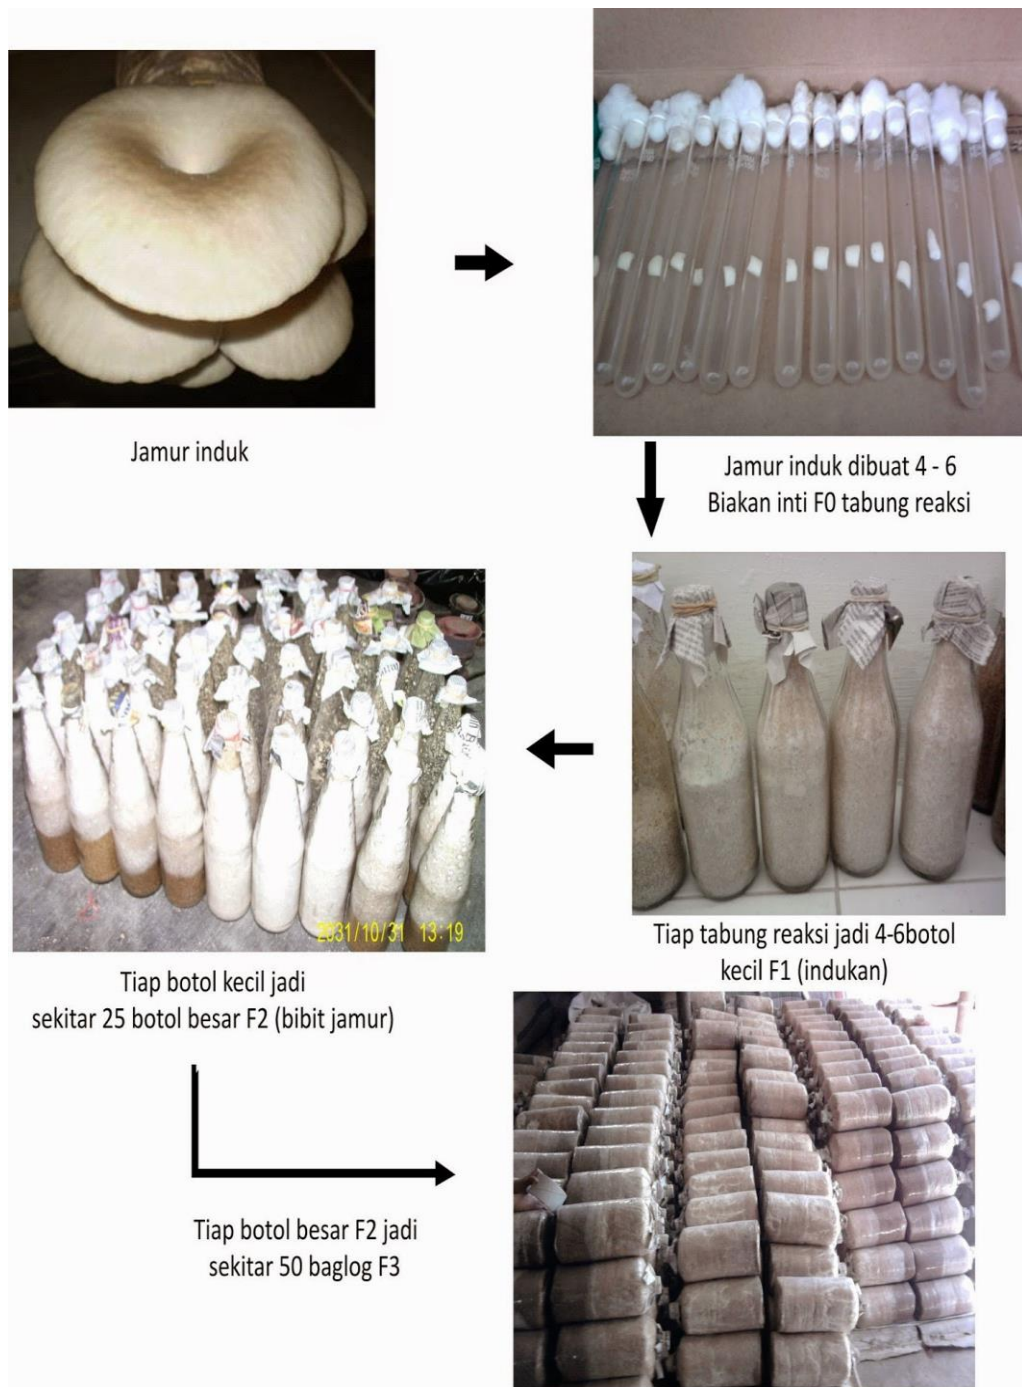 Jamur induk
Jamur induk dibuat 4 - 6
Biakan inti F0 tabung reaksi
Tiap tabung reaksi jadi 4-6botol
kecil F1 (indukan)
2031/10/31 13:19
Tiap botol kecil jadi
sekitar 25 botol besar F2 (bibit jamur)
Tiap botol besar F2 jadi
sekitar 50 baglog F3